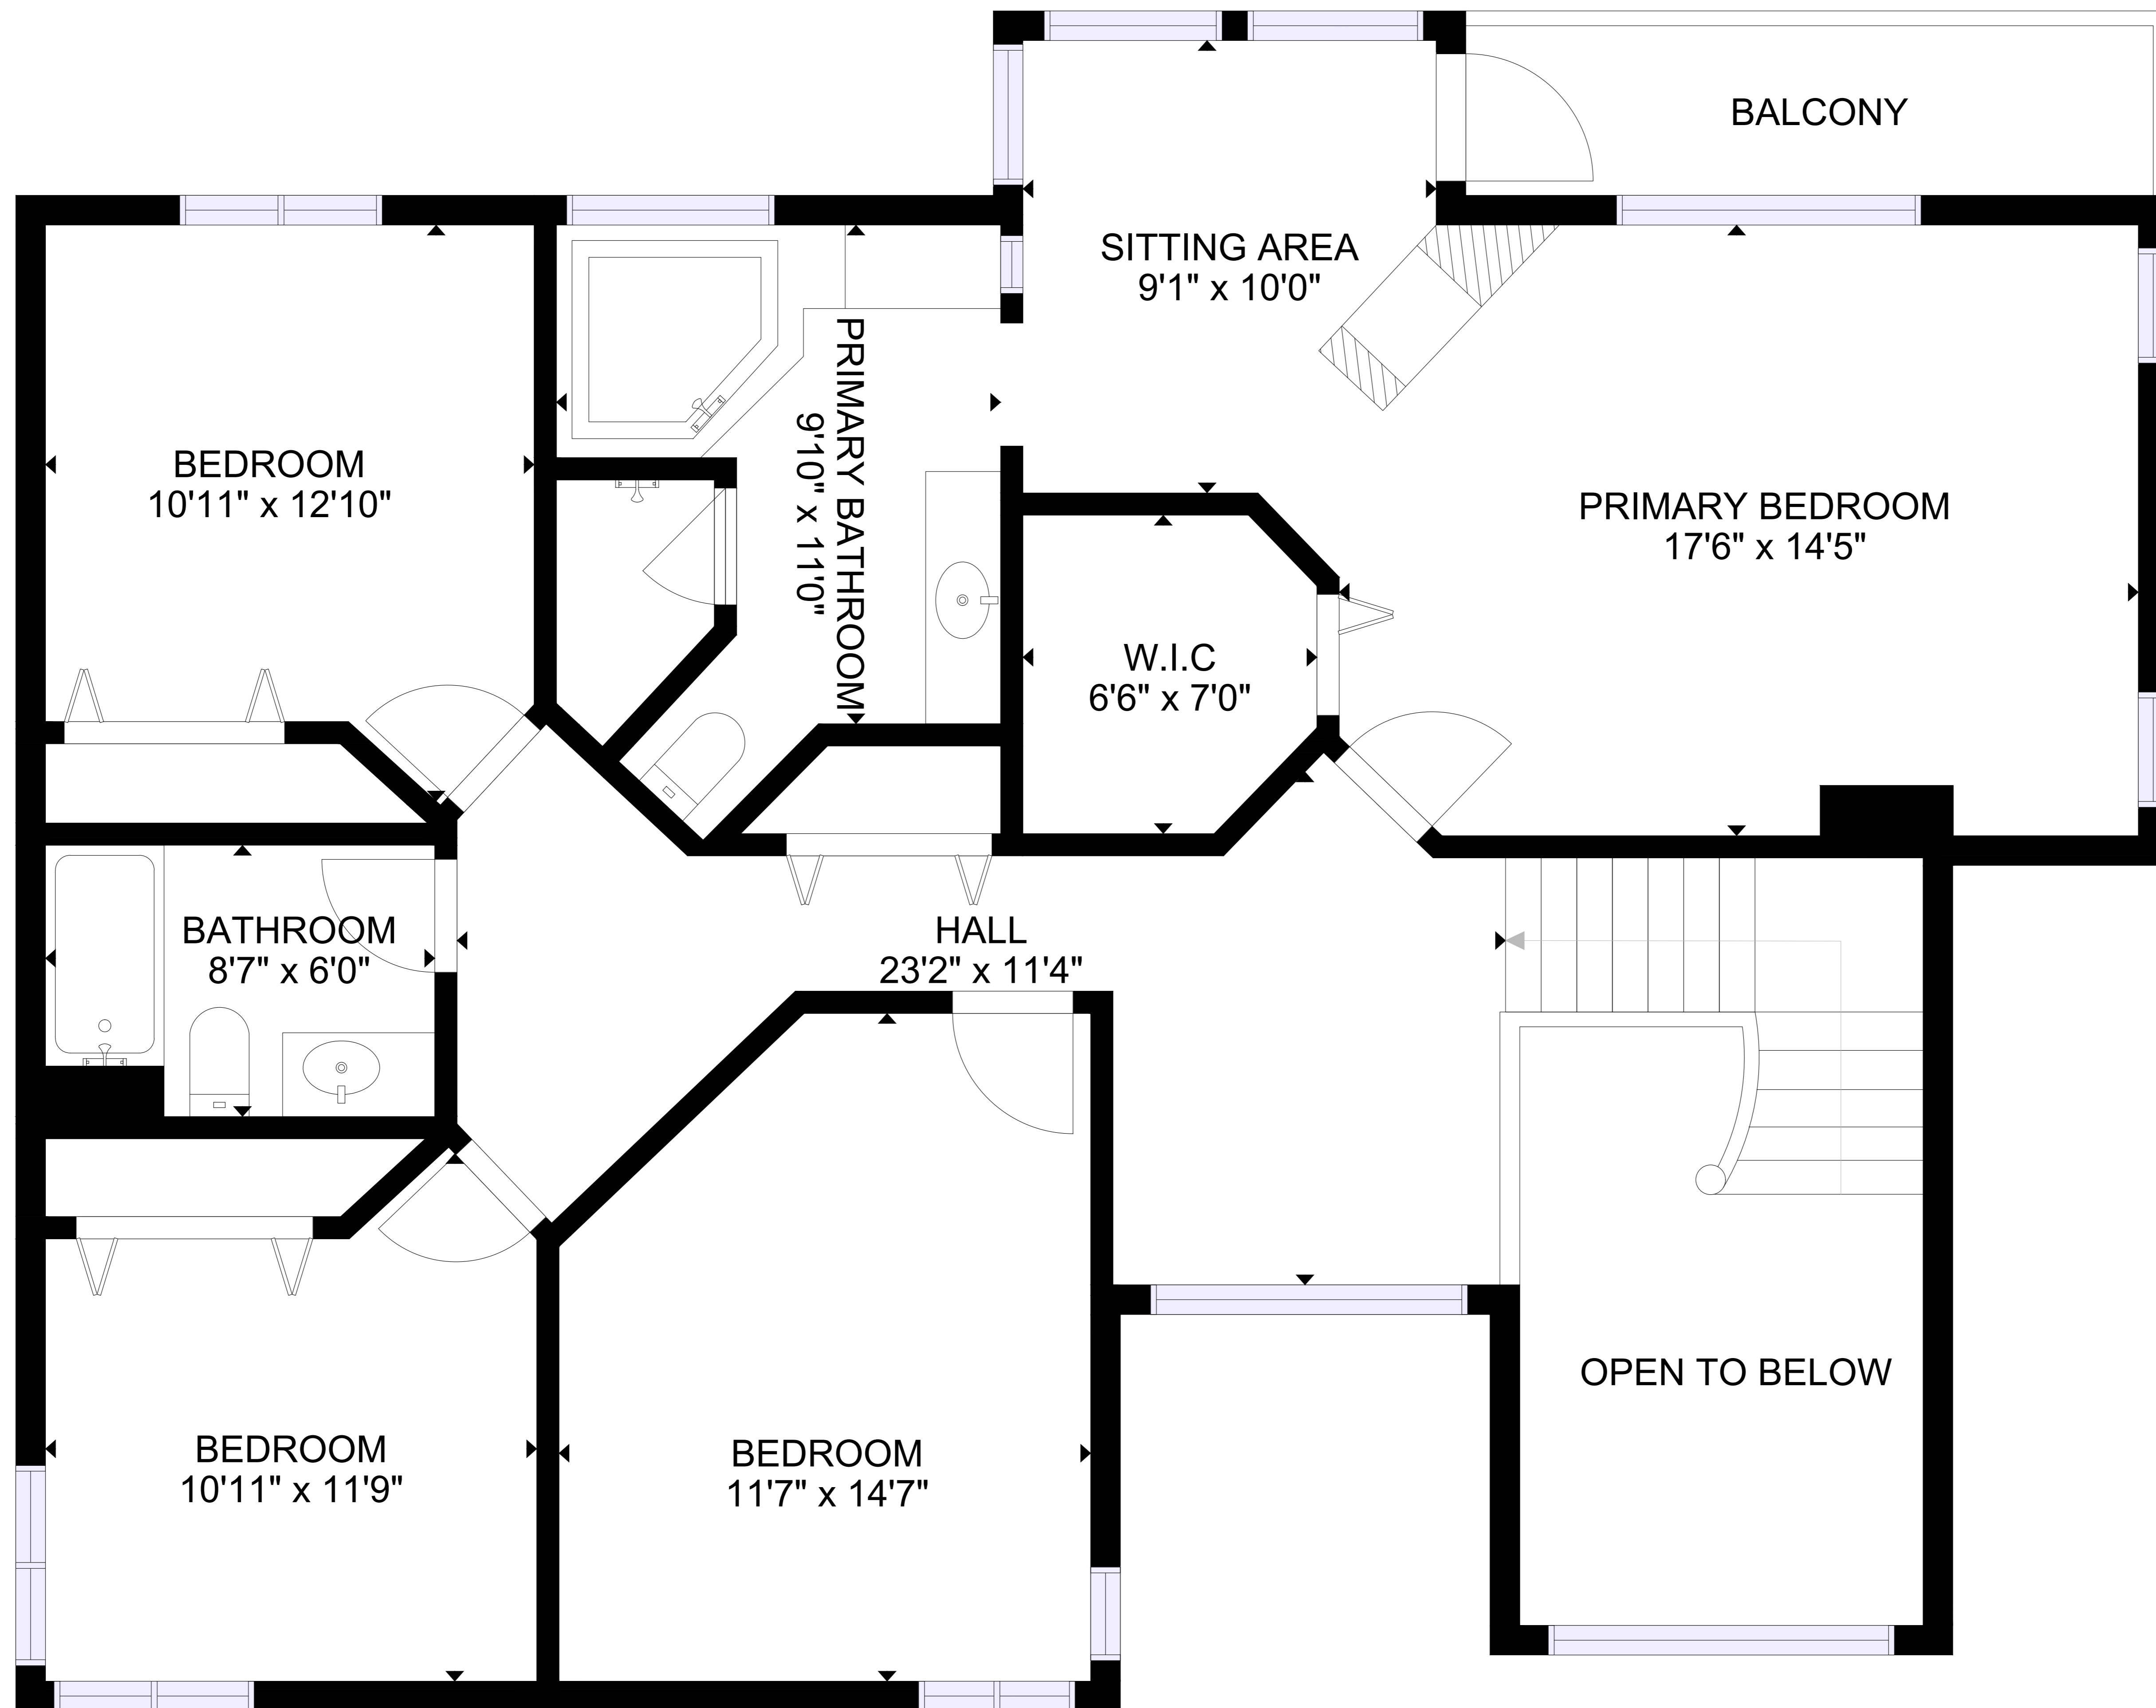 BALCONY
SITTING AREA
9'1" x 10'0"
PRIMARY BATHROOM
9'10" x 11'0"
BEDROOM
10'11" x 12'10"
PRIMARY BEDROOM
17'6" x 14'5"
W.I.C
6'6" x 7'0"
BATHROOM
8'7" x 6'0"
HALL
23'2" x 11'4"
OPEN TO BELOW
BEDROOM
10'11" x 11'9"
BEDROOM
11'7" x 14'7"